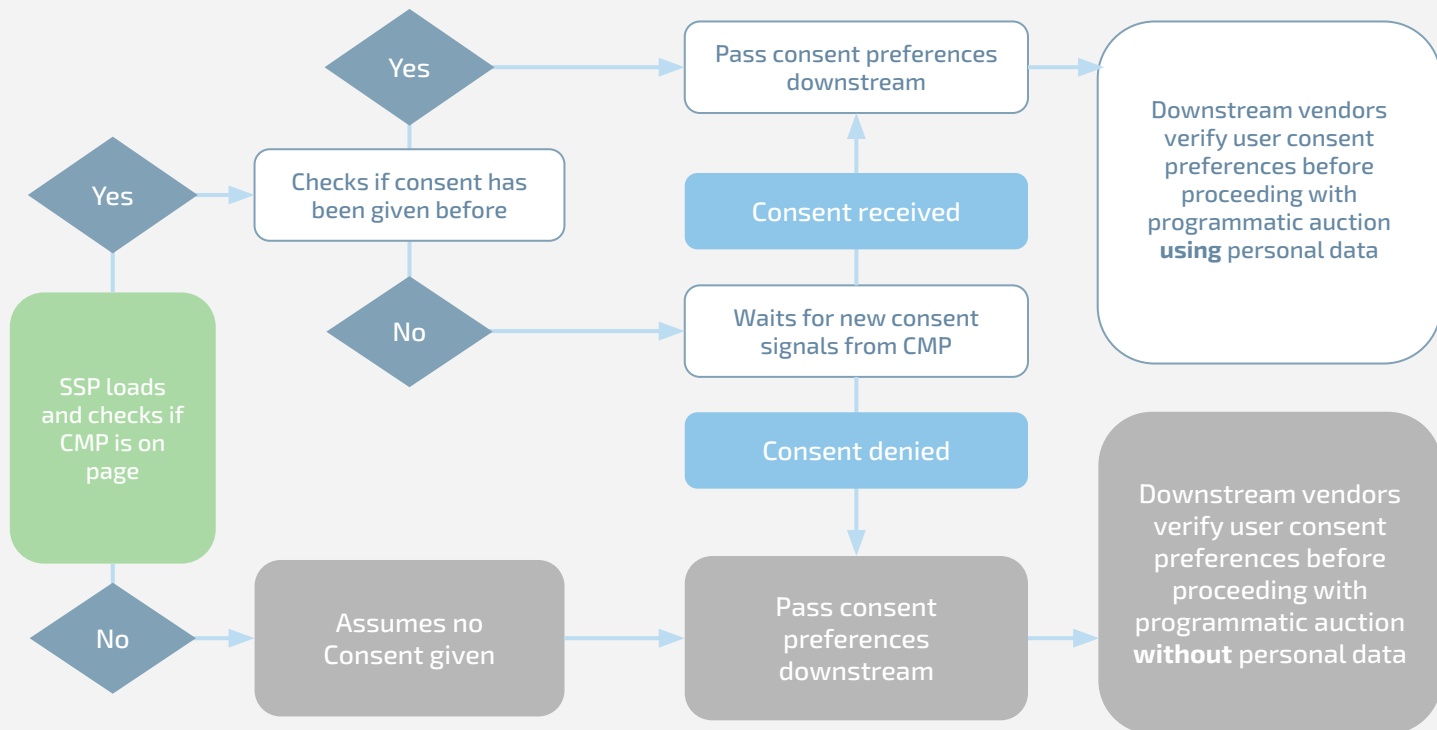 Yes
Pass consent preferences
downstream
Downstream vendors
verify user consent
preferences before
proceeding with
programmatic auction
using personal data
Yes
Checks if consent has
been given before
Consent received
No
Waits for new consent
signals from CMP
SSP loads
and checks if
CMP is on
page
Consent denied
No
Assumes no
Consent given
Pass consent
preferences
downstream
Downstream vendors
verify user consent
preferences before
proceeding with
programmatic auction
without personal data